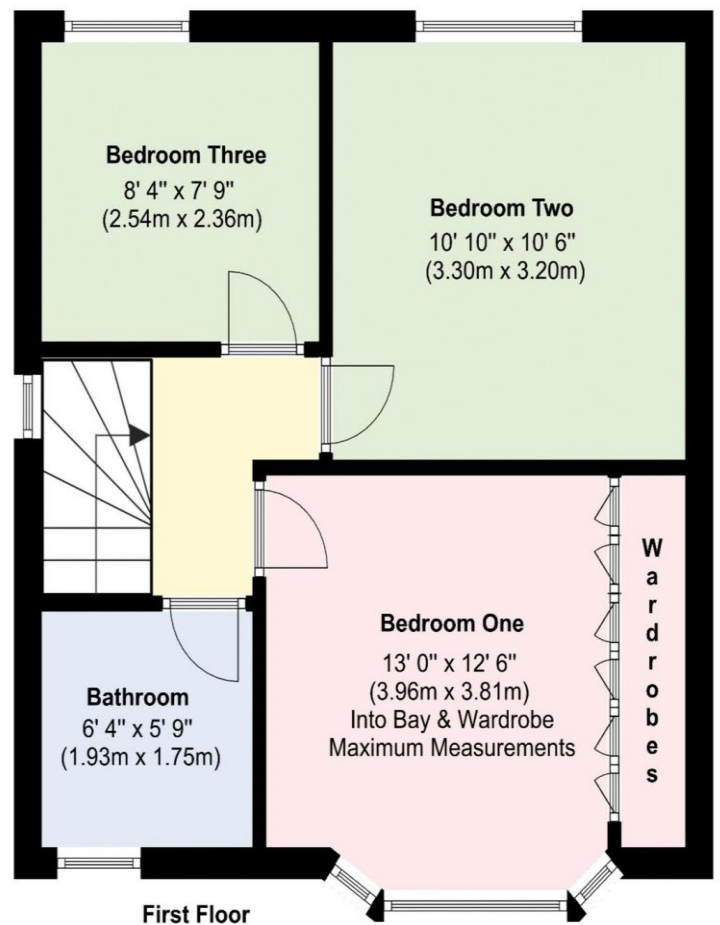 Bedroom Three
8' 4" x 7' 9"
(2.54m x 2.36m)
Bedroom Two
10' 10" x 10' 6"
(3.30m x 3.20m)
Bedroom One
13' 0" x 12' 6"
(3.96m x 3.81m)
Into Bay & Wardrobe
Maximum Measurements
Wardrobes
Bathroom
6' 4" x 5' 9"
(1.93m x 1.75m)
First Floor